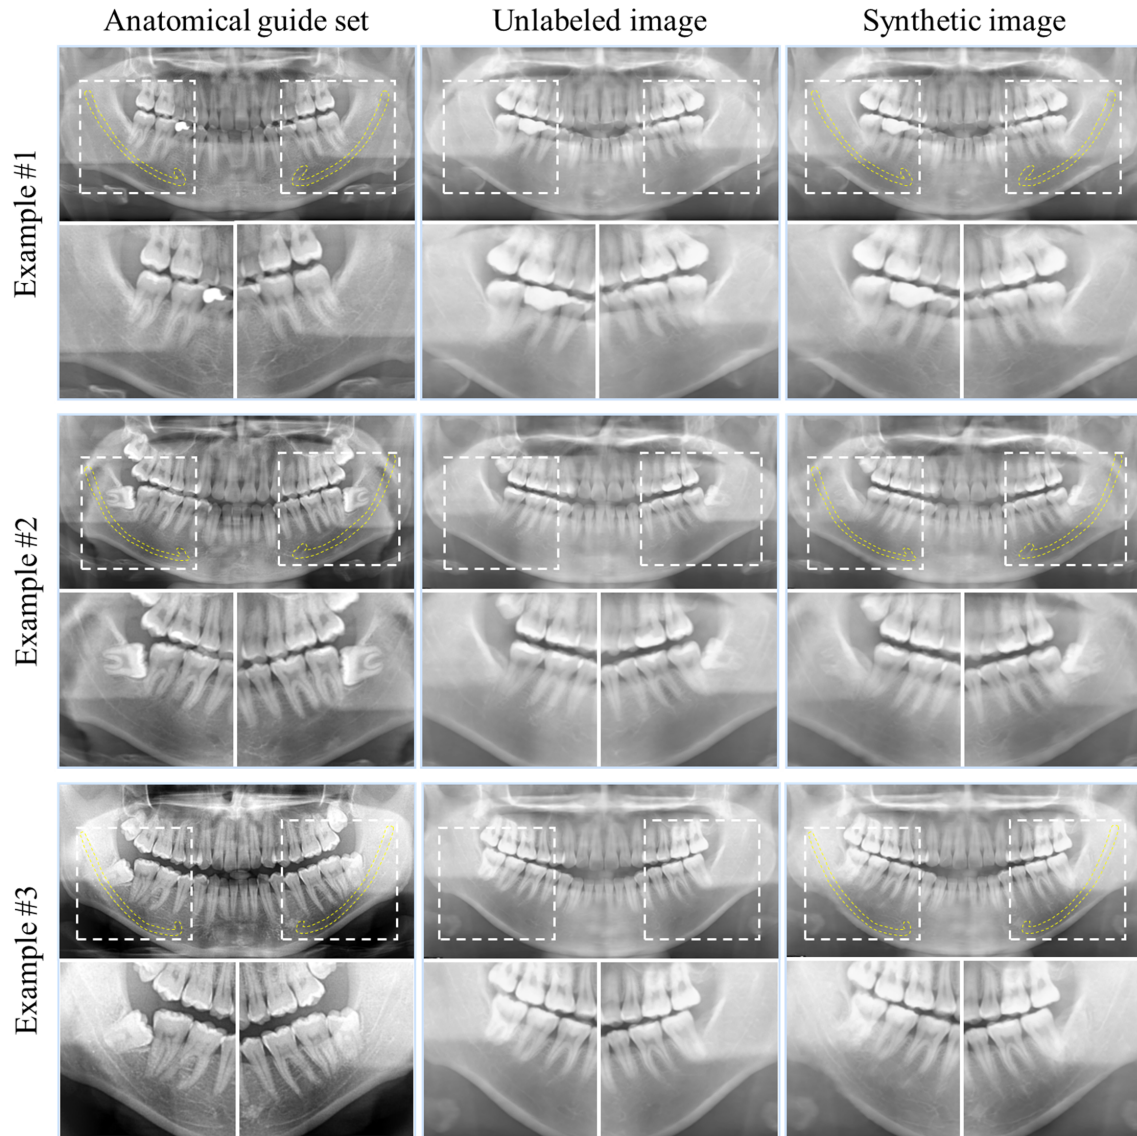 Anatomical guide set
Unlabeled image
Synthetic image
Example #1
Example #2
Example #3